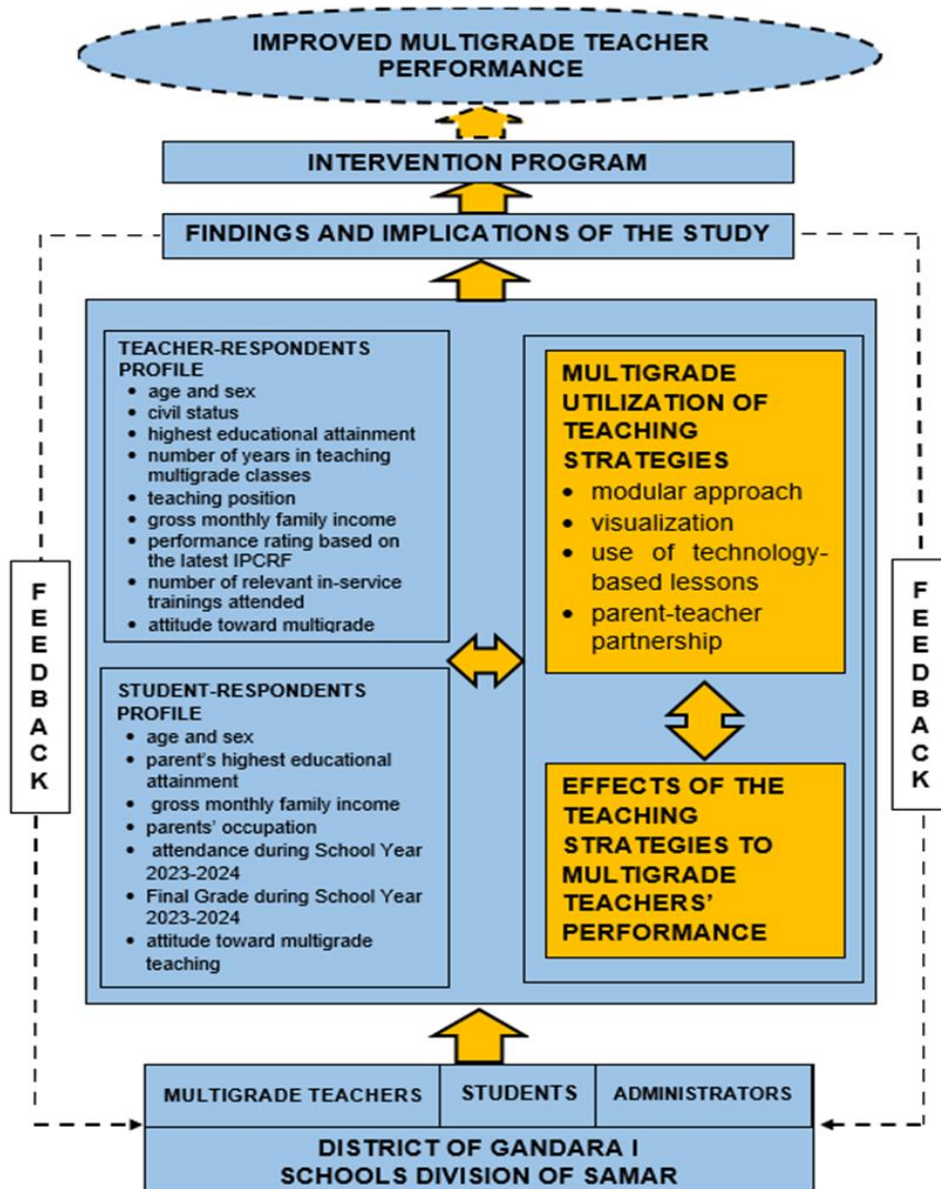 IMPROVED MULTIGRADE TEACHER
PERFORMANCE
INTERVENTION PROGRAM
FINDINGS AND IMPLICATIONS OF THE STUDY
TEACHER-RESPONDENTS
PROFILE
• age and sex
• civil status
• highest educational attainment
• number of years in teaching
multigrade classes
• teaching position
• gross monthly family income
• performance rating based on
the latest IPCRF
• number of relevant in-service
trainings attended
• attitude toward multigrade
STUDENT-RESPONDENTS
PROFILE
• age and sex
• parent's highest educational
attainment
• gross monthly family income
• parents' occupation
• attendance during School Year
2023-2024
• Final Grade during School Year
2023-2024
• attitude toward multigrade
teaching
MULTIGRADE
UTILIZATION OF
TEACHING
STRATEGIES
• modular approach
• visualization
• use of technology-
based lessons
• parent-teacher
partnership
EFFECTS OF THE
TEACHING
STRATEGIES TO
MULTIGRADE
TEACHERS'
PERFORMANCE
FEEDBACK
FEEDBACK
MULTIGRADE TEACHERS
STUDENTS
ADMINISTRATORS
DISTRICT OF GANDARA I
SCHOOLS DIVISION OF SAMAR